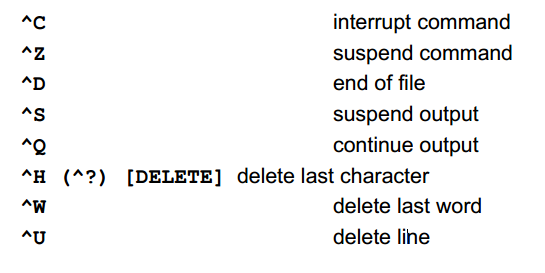 ^C interrupt command
^Z suspend command
^D end of file
^S suspend output
^Q continue output
^H (^?) [DELETE] delete last character
^W delete last word
^U delete line